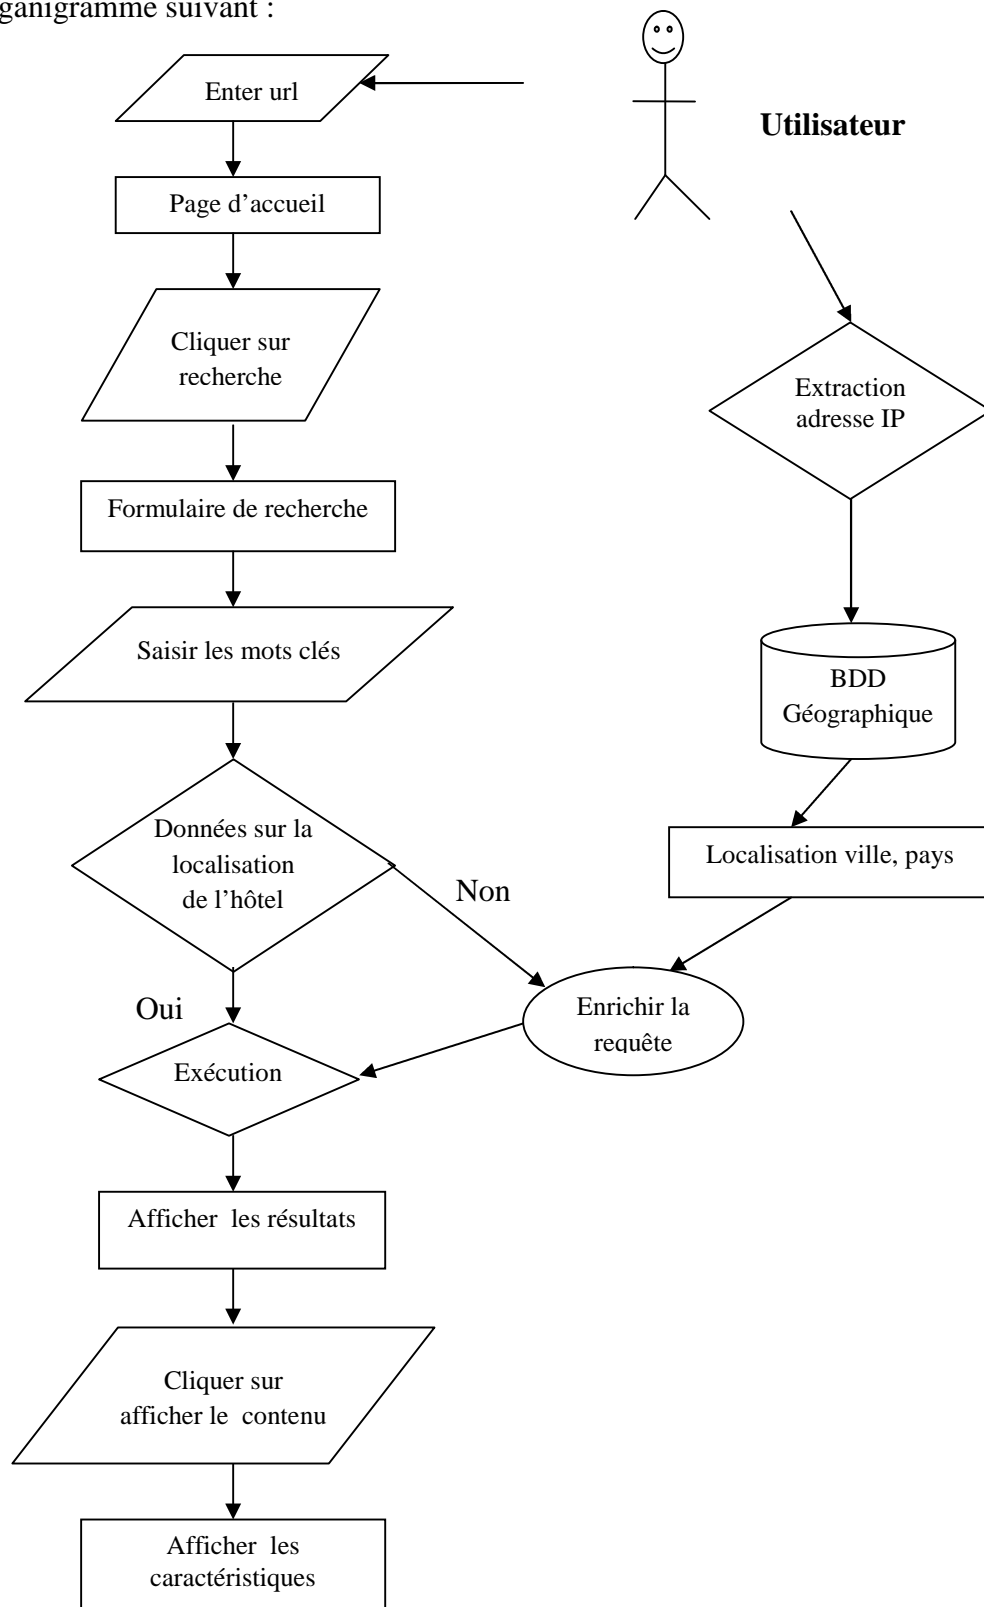 ganigramme suivant :
Enter url
Utilisateur
Page d’accueil
Cliquer sur
recherche
Extraction
adresse IP
Formulaire de recherche
Saisir les mots clés
BDD
Géographique
Données sur la
localisation
de l’hôtel
Localisation ville, pays
Non
Oui
Enrichir la
requête
Exécution
Afficher les résultats
Cliquer sur
afficher le contenu
Afficher les
caractéristiques